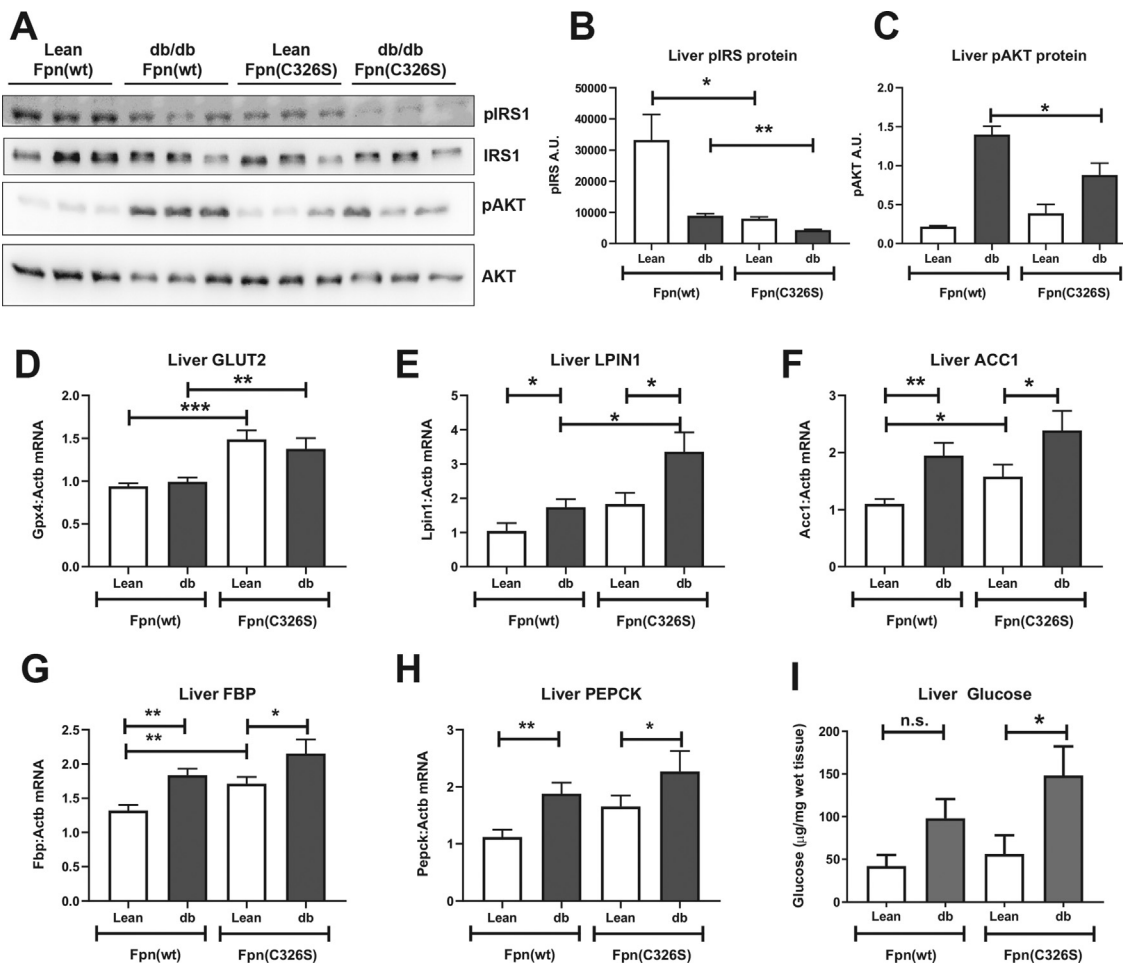 A
Lean
Fpn(wt)
db/db
Fpn(wt)
Lean
Fpn(C326S)
db/db
Fpn(C326S)
pIRS1
IRS1
pAKT
AKT
B
Liver pIRS protein
pIRS A.U.
50000
40000
30000
20000
10000
0
*
**
Lean db Lean db
Fpn(wt) Fpn(C326S)
C
Liver pAKT protein
pAKT A.U.
2.0
1.5
1.0
0.5
0.0
*
Lean db Lean db
Fpn(wt) Fpn(C326S)
D
Liver GLUT2
Gpx4:Actb mRNA
2.0
1.5
1.0
0.5
0.0
**
***
Lean db Lean db
Fpn(wt) Fpn(C326S)
E
Liver LPIN1
Lpin1:Actb mRNA
5
4
3
2
1
0
* *
*
Lean db Lean db
Fpn(wt) Fpn(C326S)
F
Liver ACC1
Acc1:Actb mRNA
4
3
2
1
0
** *
*
Lean db Lean db
Fpn(wt) Fpn(C326S)
G
Liver FBP
Fbp:Actb mRNA
2.5
2.0
1.5
1.0
0.5
0.0
** *
**
Lean db Lean db
Fpn(wt) Fpn(C326S)
H
Liver PEPCK
Pepck:Actb mRNA
3
2
1
0
** *
Lean db Lean db
Fpn(wt) Fpn(C326S)
I
Liver Glucose
Glucose (µg/mg wet tissue)
200
150
100
50
0
n.s. *
Lean db Lean db
Fpn(wt) Fpn(C326S)